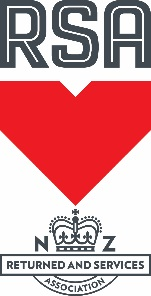 RSA
N Z
RETURNED AND SERVICES
ASSOCIATION